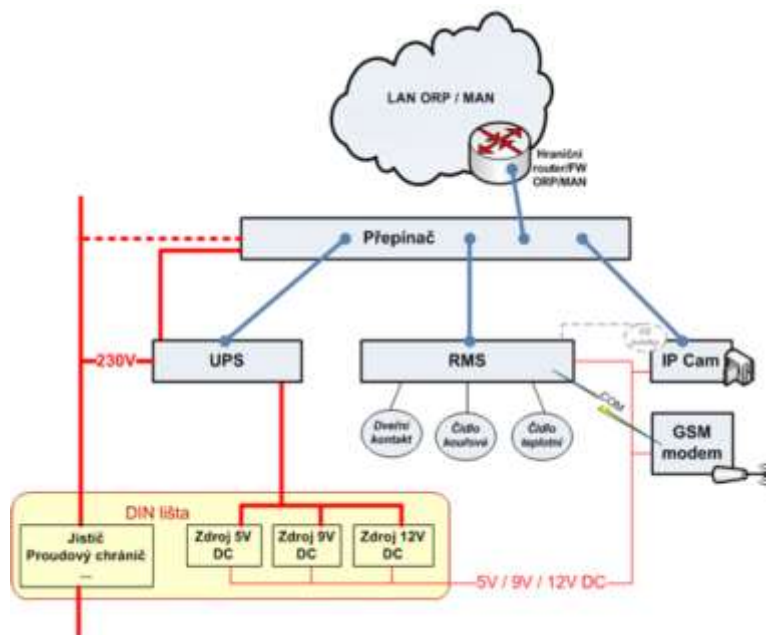 LAN ORP / MAN
Hraniční
router/FW
ORP/MAN
Přepínač
230V
UPS
RMS
IP Cam
Dveřní
kontakt
Čidlo
kouřové
Čidlo
teplotní
COM
GSM
modem
DIN lišta
Jistič
Proudový chránič
...
Zdroj 5V
DC
Zdroj 9V
DC
Zdroj 12V
DC
5V / 9V / 12V DC